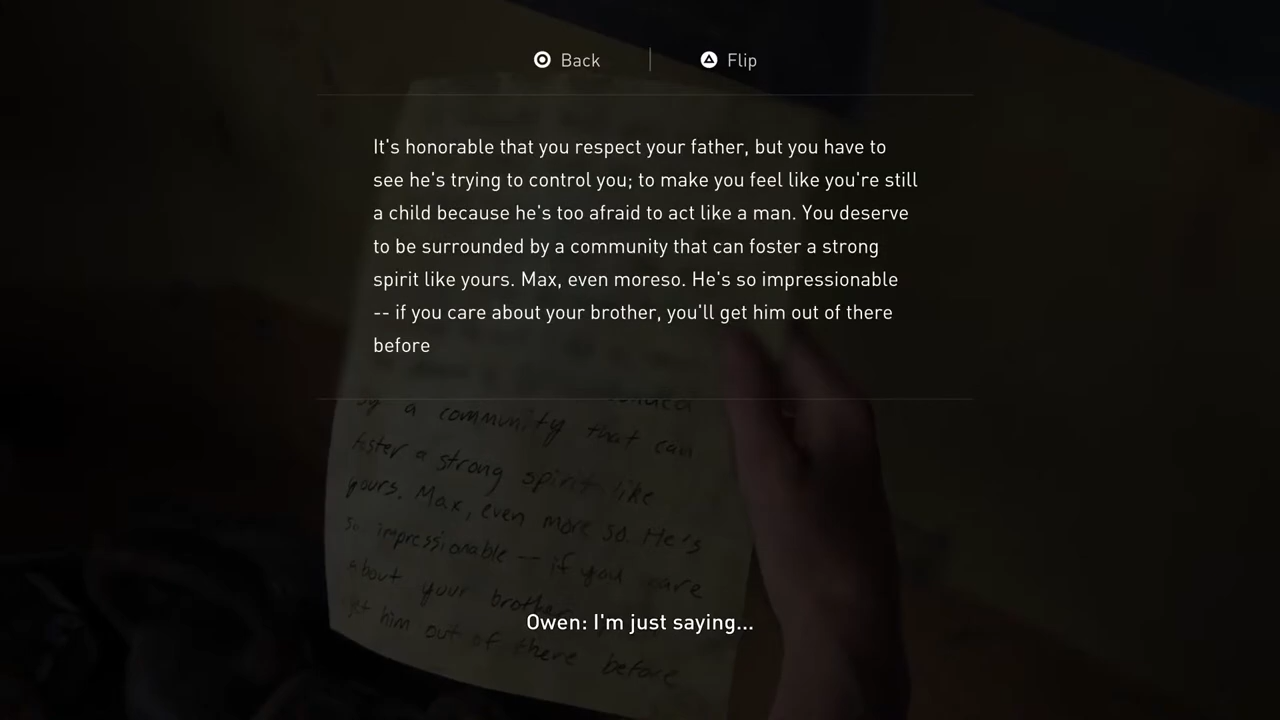 Back
Flip
It's honorable that you respect your father, but you have to
see he's trying to control you; to make you feel like you're still
a child because he's too afraid to act like a man. You deserve
to be surrounded by a community that can foster a strong
spirit like yours. Max, even moreso. He's so impressionable
-- if you care about your brother, you'll get him out of there
before
by a community that can
foster a strong spirit like
yours. Max, even more so. He's
so impressionable — if you care
about your brother
get him out of there before
Owen: I'm just saying...